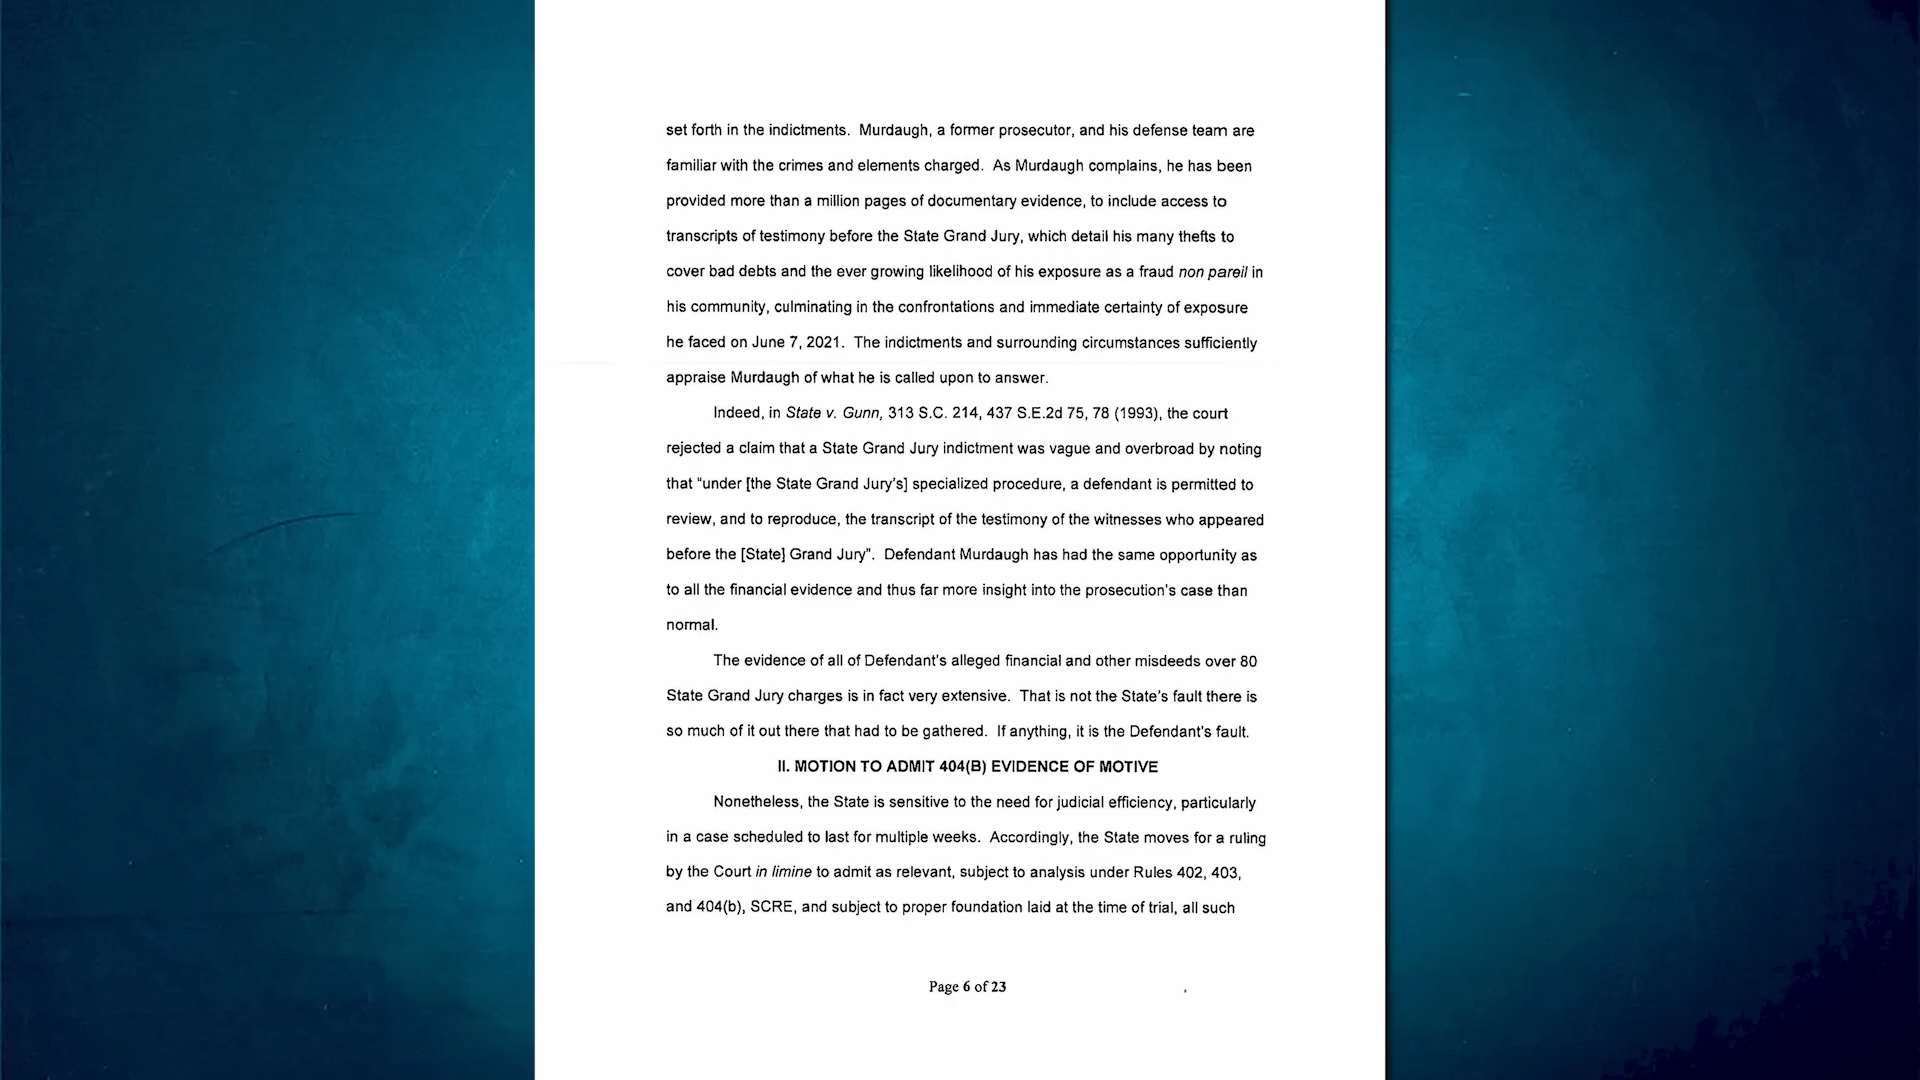 set forth in the indictments.  Murdaugh, a former prosecutor, and his defense team are
familiar with the crimes and elements charged.  As Murdaugh complains, he has been
provided more than a million pages of documentary evidence, to include access to
transcripts of testimony before the State Grand Jury, which detail his many thefts to
cover bad debts and the ever growing likelihood of his exposure as a fraud non pareil in
his community, culminating in the confrontations and immediate certainty of exposure
he faced on June 7, 2021.  The indictments and surrounding circumstances sufficiently
appraise Murdaugh of what he is called upon to answer.
Indeed, in State v. Gunn, 313 S.C. 214, 437 S.E.2d 75, 78 (1993), the court
rejected a claim that a State Grand Jury indictment was vague and overbroad by noting
that “under [the State Grand Jury’s] specialized procedure, a defendant is permitted to
review, and to reproduce, the transcript of the testimony of the witnesses who appeared
before the [State] Grand Jury”.  Defendant Murdaugh has had the same opportunity as
to all the financial evidence and thus far more insight into the prosecution’s case than
normal.
The evidence of all of Defendant’s alleged financial and other misdeeds over 80
State Grand Jury charges is in fact very extensive.  That is not the State’s fault there is
so much of it out there that had to be gathered.  If anything, it is the Defendant’s fault.
II. MOTION TO ADMIT 404(B) EVIDENCE OF MOTIVE
Nonetheless, the State is sensitive to the need for judicial efficiency, particularly
in a case scheduled to last for multiple weeks.  Accordingly, the State moves for a ruling
by the Court in limine to admit as relevant, subject to analysis under Rules 402, 403,
and 404(b), SCRE, and subject to proper foundation laid at the time of trial, all such
Page 6 of 23